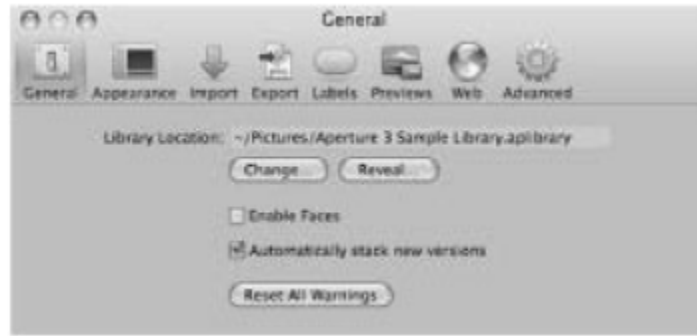 General
General Appearance Import Export Labels Previews Web Advanced
Library Location: ~/Pictures/Aperture 3 Sample Library.aplibrary
Change... Reveal...
Enable Faces
Automatically stack new versions
Reset All Warnings